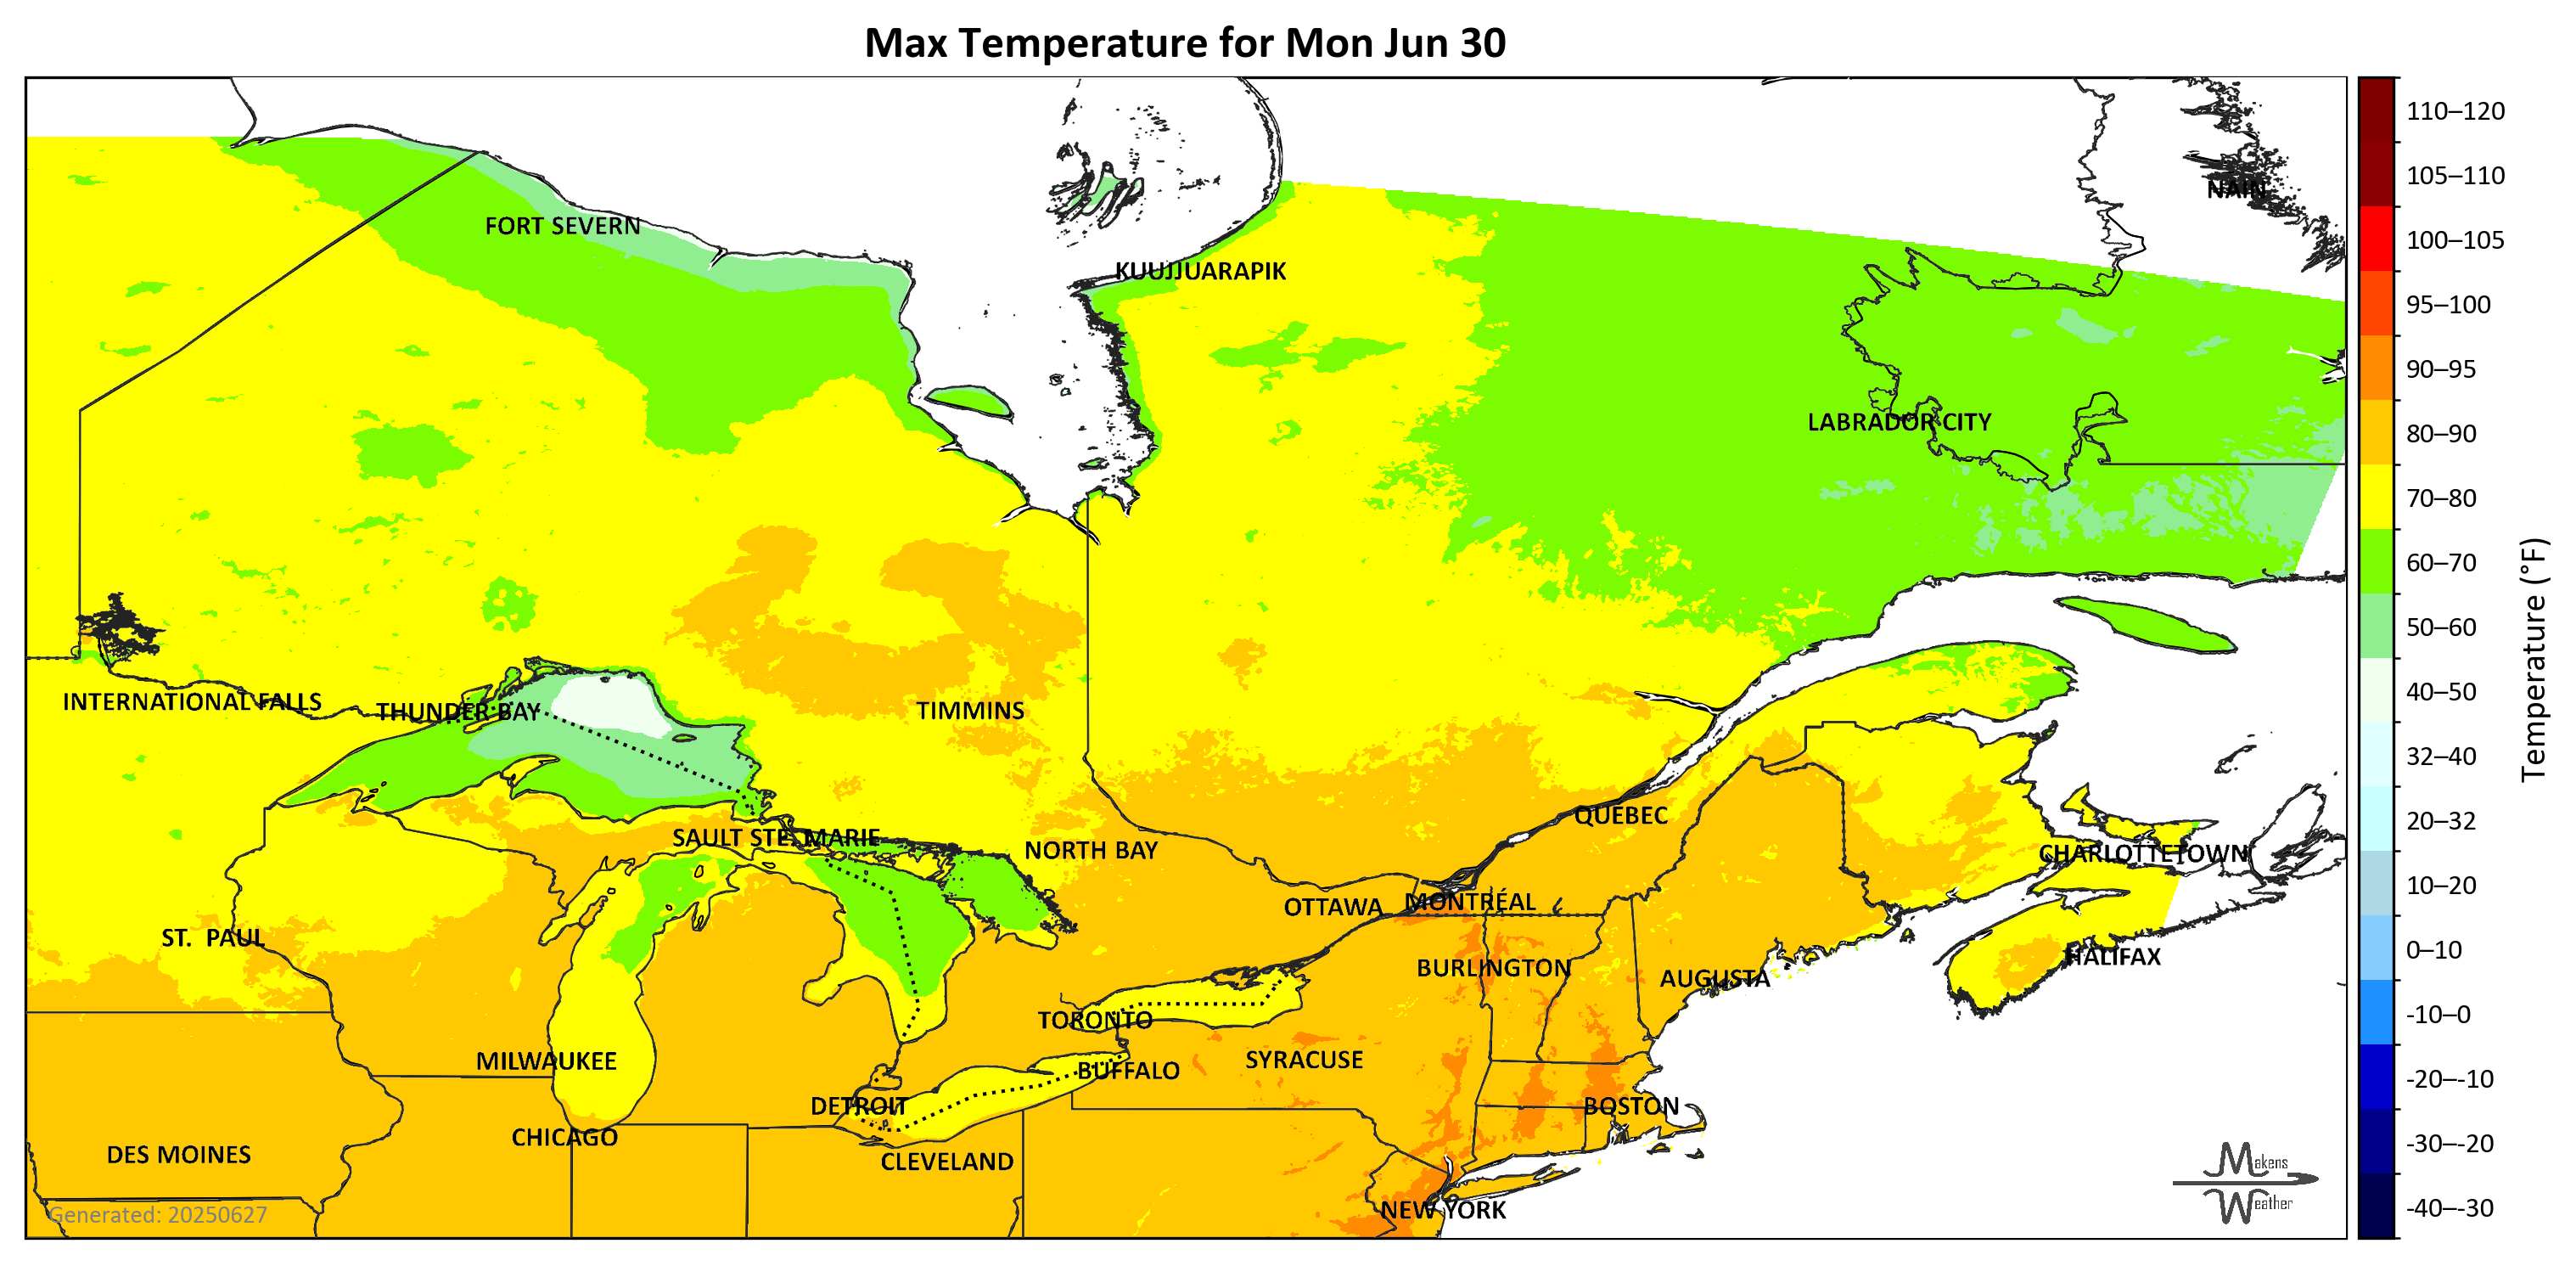 Max Temperature for Mon Jun 30
NAIN
FORT SEVERN
KUUJJUARAPIK
LABRADOR CITY
INTERNATIONAL FALLS
THUNDER BAY
TIMMINS
QUÉBEC
SAULT STE. MARIE
NORTH BAY
CHARLOTTETOWN
OTTAWA
MONTRÉAL
ST.  PAUL
HALIFAX
BURLINGTON
AUGUSTA
TORONTO
MILWAUKEE
SYRACUSE
BUFFALO
DETROIT
BOSTON
CHICAGO
DES MOINES
CLEVELAND
NEW YORK
Generated: 20250627
Makens
Weather
110–120
105–110
100–105
95–100
90–95
80–90
70–80
60–70
50–60
40–50
32–40
20–32
10–20
0–10
-10–0
-20–-10
-30–-20
-40–-30
Temperature (°F)